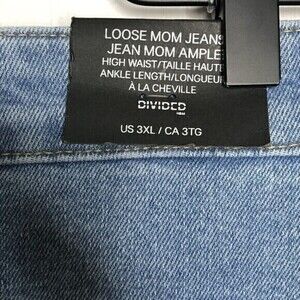 LOOSE MOM JEANS
JEAN MOM AMPLE
HIGH WAIST/TAILLE HAUTE
ANKLE LENGTH/LONGUEUR
À LA CHEVILLE
DIVIDED
H&M
US 3XL / CA 3TG